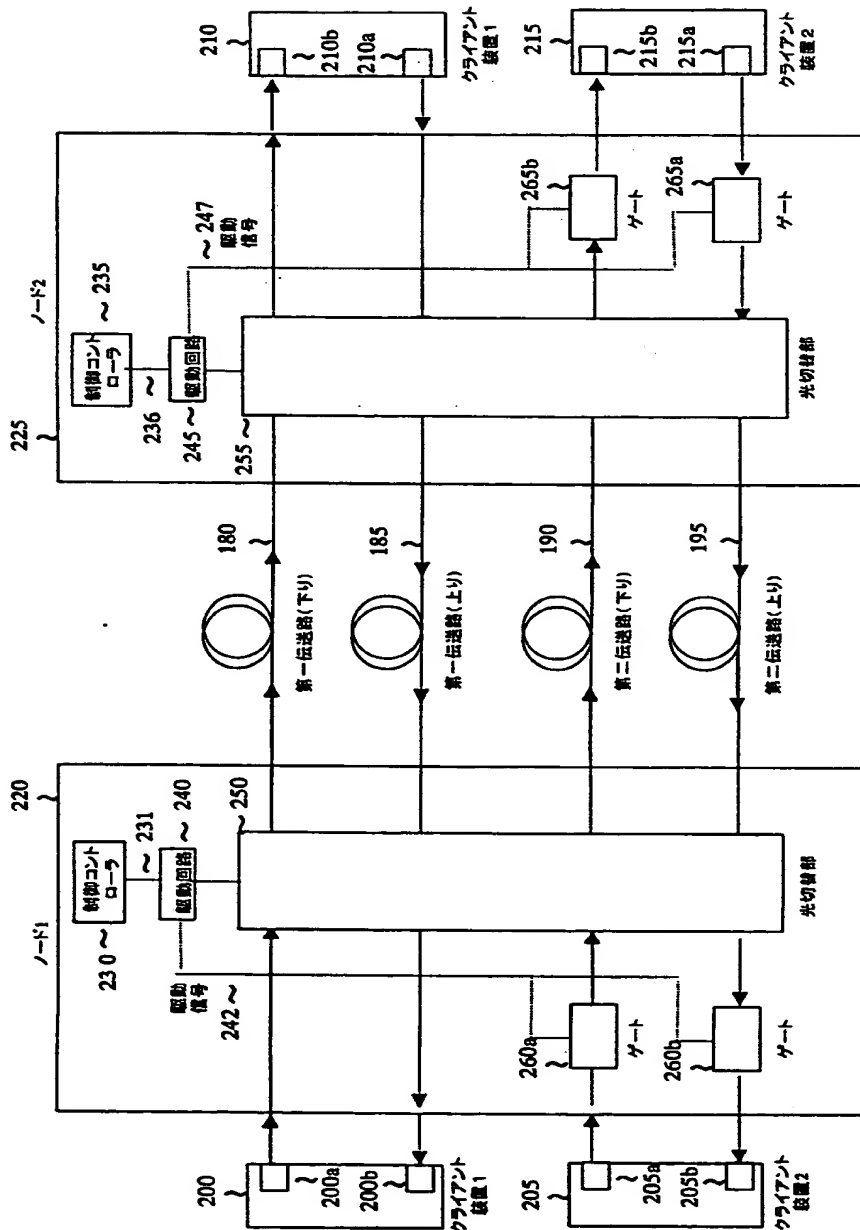 220
ノード1
230
制御コント
ローラ
231
駆動回路
240
250
駆動
信号
242
光切替部
260a
ゲート
260b
ゲート
200
200a
200b
クライアント
装置1
205
205a
205b
クライアント
装置2
180
第一伝送路(下り)
185
第一伝送路(上り)
190
第二伝送路(下り)
195
第二伝送路(上り)
225
ノード2
制御コント
ローラ
235
236
駆動回路
245
255
247
駆動
信号
光切替部
265b
ゲート
265a
ゲート
210
210b
210a
クライアント
装置1
215
215b
215a
クライアント
装置2